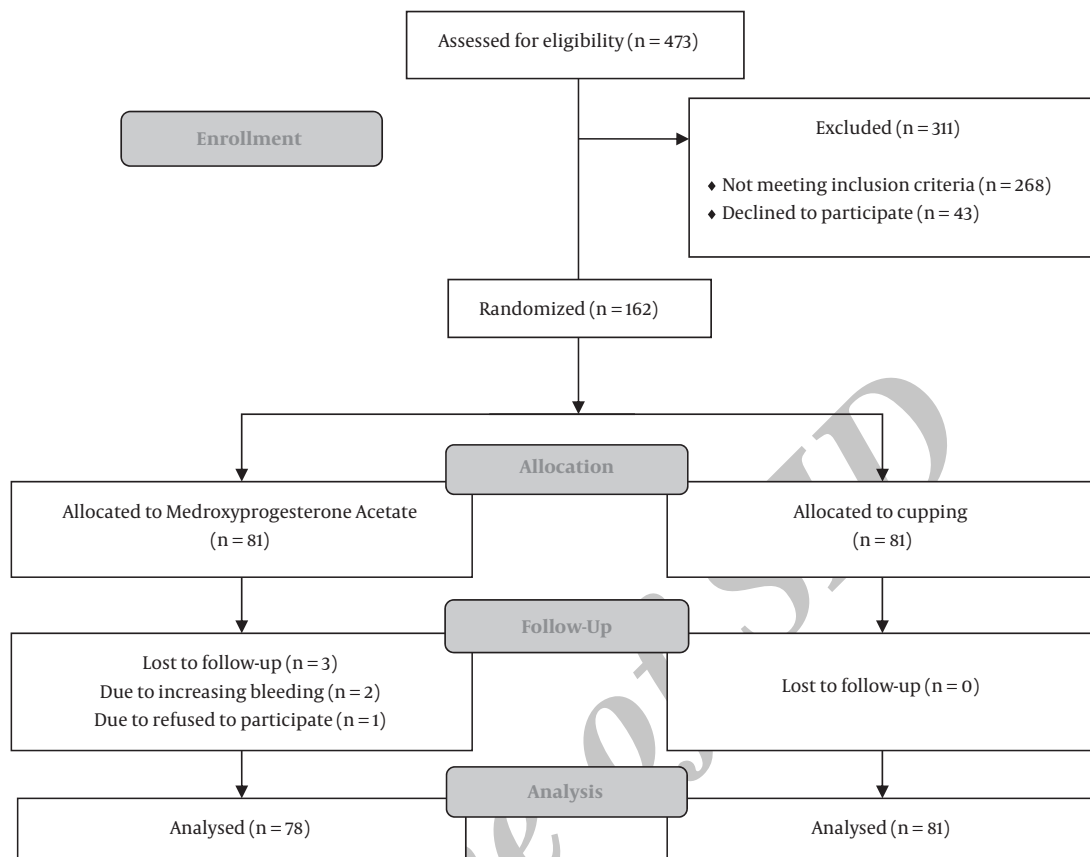 Assessed for eligibility (n = 473)
Enrollment
Excluded (n = 311)
♦ Not meeting inclusion criteria (n = 268)
♦ Declined to participate (n = 43)
Randomized (n = 162)
Allocation
Allocated to Medroxyprogesterone Acetate
(n = 81)
Allocated to cupping
(n = 81)
Follow-Up
Lost to follow-up (n = 3)
Due to increasing bleeding (n = 2)
Due to refused to participate (n = 1)
Lost to follow-up (n = 0)
Analysis
Analysed (n = 78)
Analysed (n = 81)
of SID